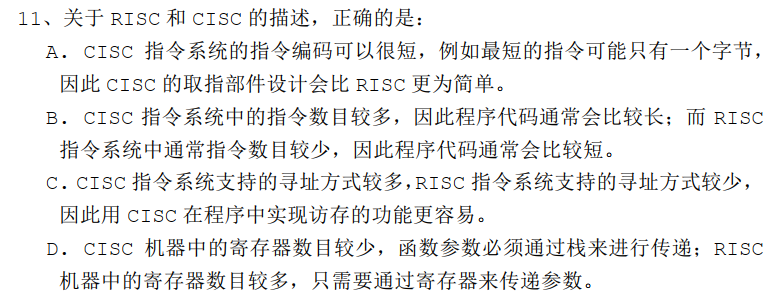 11、关于 RISC 和 CISC 的描述，正确的是：
A. CISC 指令系统的指令编码可以很短，例如最短的指令可能只有一个字节，
因此 CISC 的取指部件设计会比 RISC 更为简单。
B. CISC 指令系统中的指令数目较多，因此程序代码通常会比较长；而 RISC
指令系统中通常指令数目较少，因此程序代码通常会比较短。
C. CISC 指令系统支持的寻址方式较多，RISC 指令系统支持的寻址方式较少，
因此用 CISC 在程序中实现访存的功能更容易。
D. CISC 机器中的寄存器数目较少，函数参数必须通过栈来进行传递；RISC
机器中的寄存器数目较多，只需要通过寄存器来传递参数。